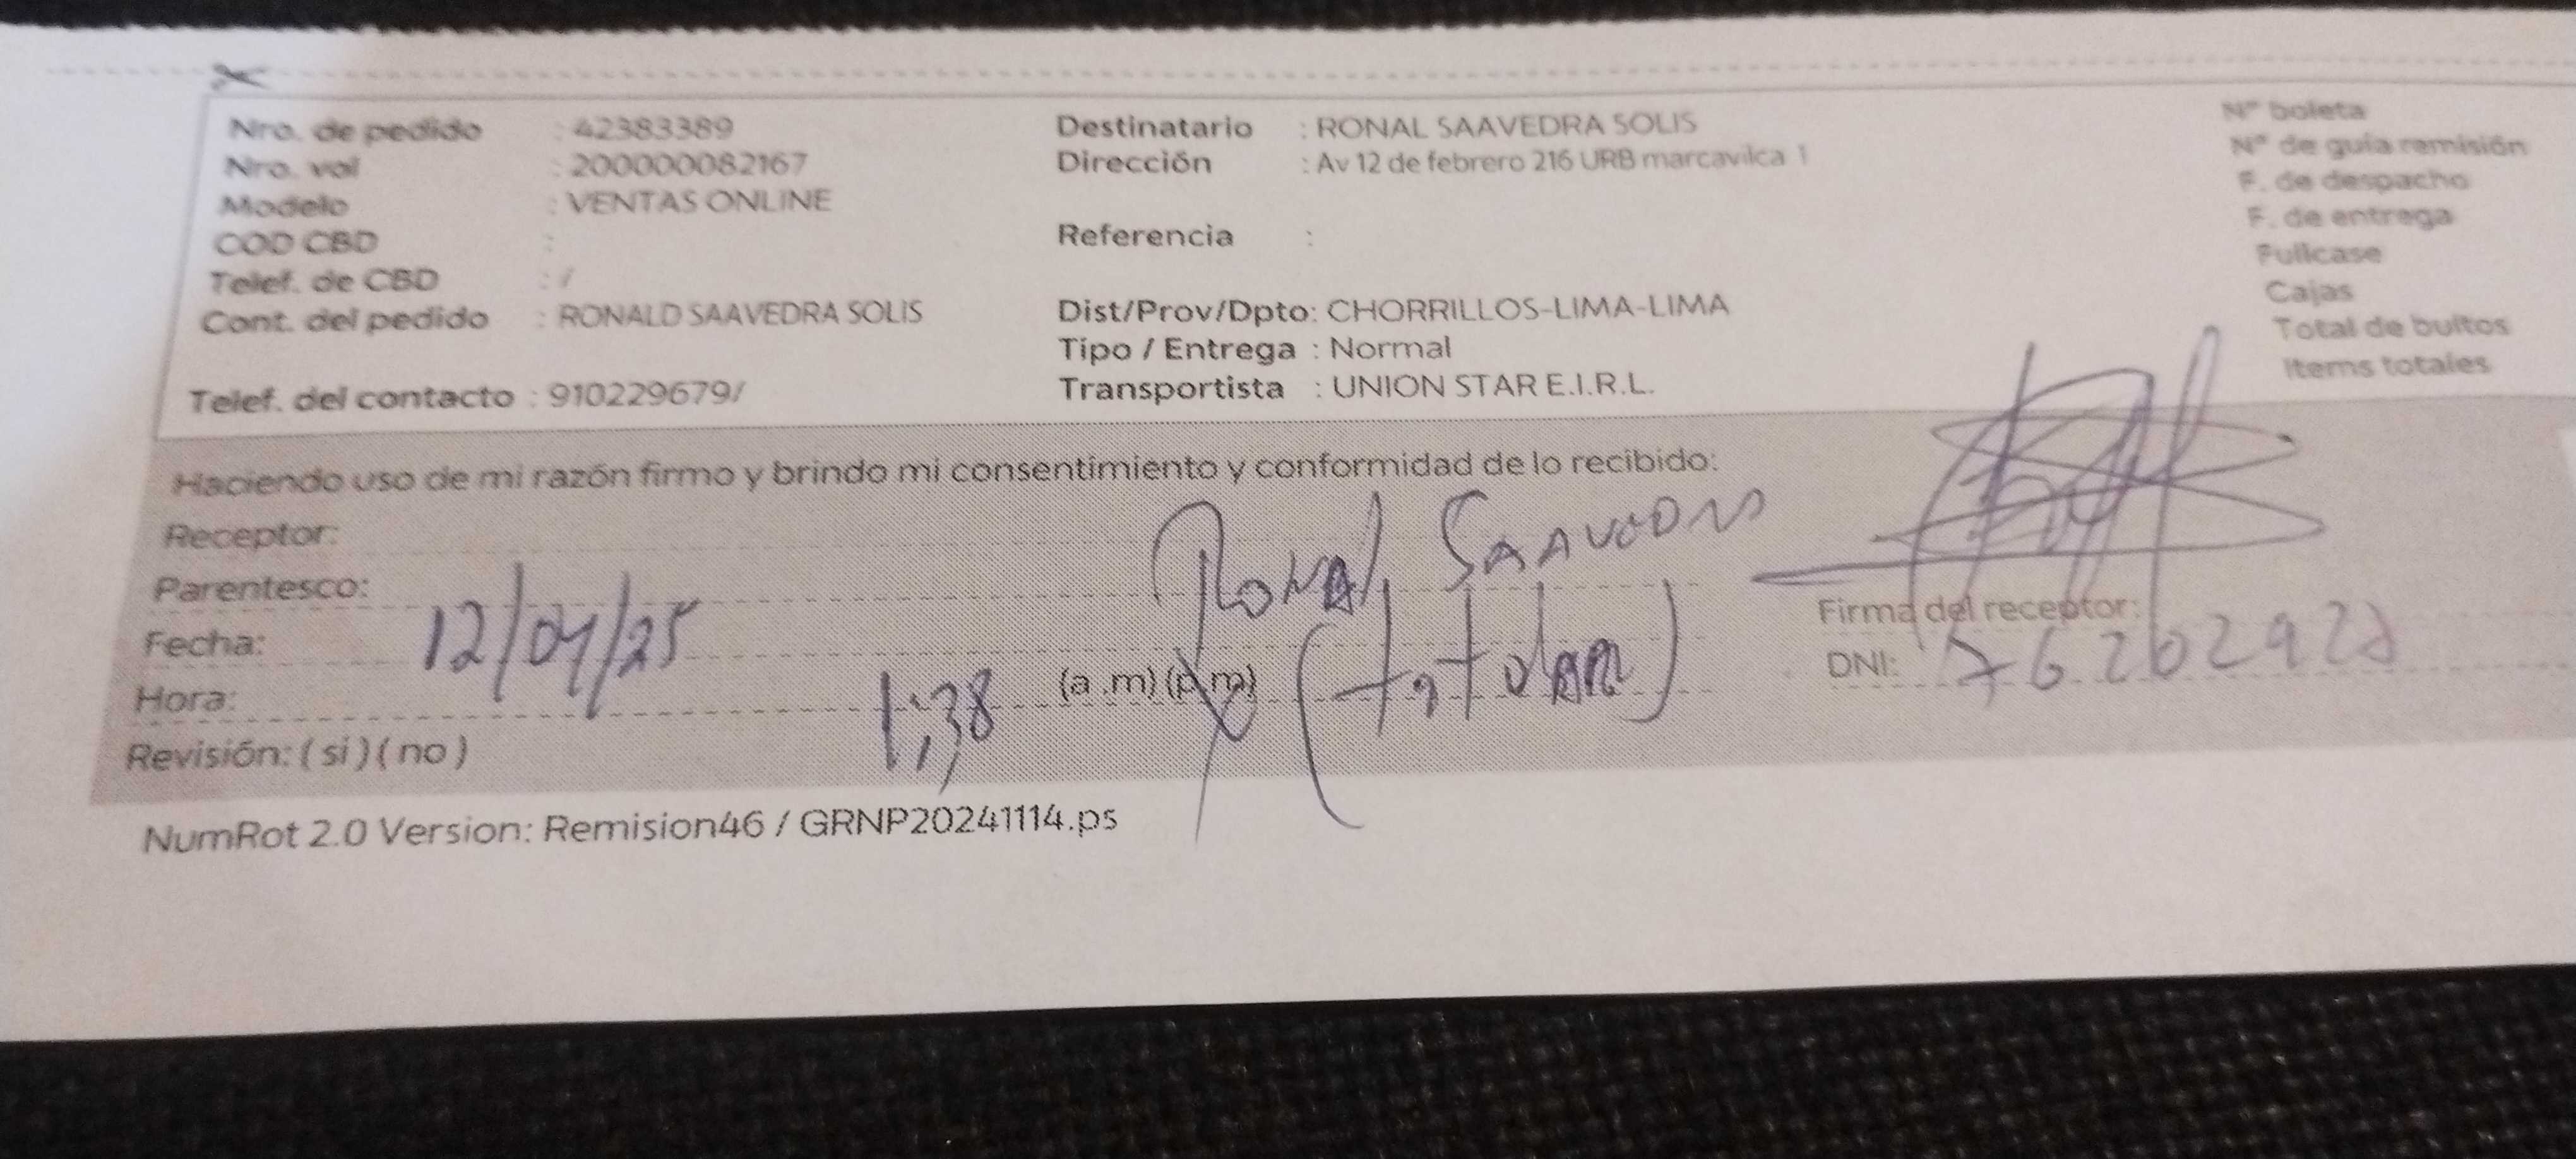 Nro. de pedido : 42383389
Nro. val : 200000082167
Modelo : VENTAS ONLINE
COD CBD :
Telef. de CBD : /
Cont. del pedido : RONALD SAAVEDRA SOLIS
Telef. del contacto : 910229679/
Destinatario : RONAL SAAVEDRA SOLIS
Dirección : Av 12 de febrero 216 URB marcavilca 1
Referencia :
Dist/Prov/Dpto: CHORRILLOS-LIMA-LIMA
Tipo / Entrega : Normal
Transportista : UNION STAR E.I.R.L.
N° boleta
N° de guía remisión
F. de despacho
F. de entrega
Fullcase
Cajas
Total de bultos
Items totales
Haciendo uso de mi razón firmo y brindo mi consentimiento y conformidad de lo recibido:
Receptor: Ronal Saavedra
Parentesco: (titular)
Fecha: 12/04/25
Hora: 1:38 (a .m) (p.m)
Revisión: ( si ) ( no )
Firma del receptor:
DNI:
NumRot 2.0 Version: Remision46 / GRNP20241114.ps